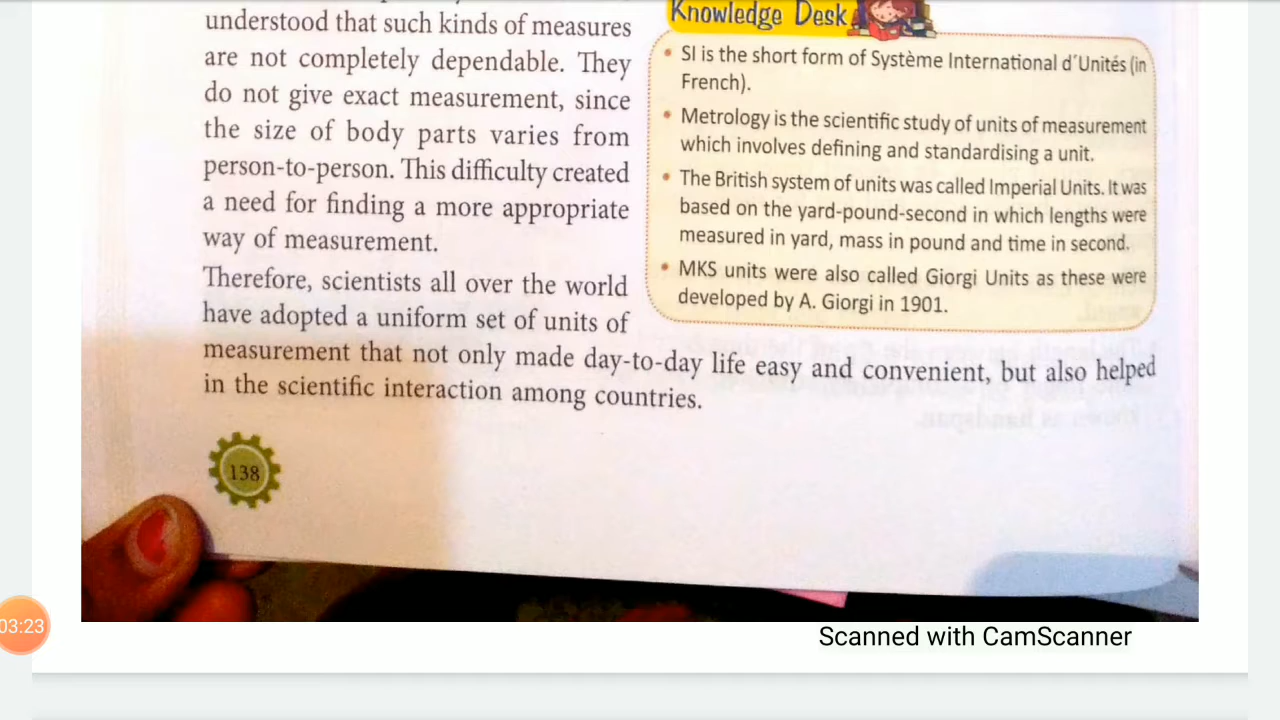 understood that such kinds of measures
are not completely dependable. They
do not give exact measurement, since
the size of body parts varies from
person-to-person. This difficulty created
a need for finding a more appropriate
way of measurement.
Therefore, scientists all over the world
have adopted a uniform set of units of
measurement that not only made day-to-day life easy and convenient, but also helped
in the scientific interaction among countries.
Knowledge Desk
• SI is the short form of Système International d'Unités (in
French).
• Metrology is the scientific study of units of measurement
which involves defining and standardising a unit.
• The British system of units was called Imperial Units. It was
based on the yard-pound-second in which lengths were
measured in yard, mass in pound and time in second.
• MKS units were also called Giorgi Units as these were
developed by A. Giorgi in 1901.
138
03:23
Scanned with CamScanner